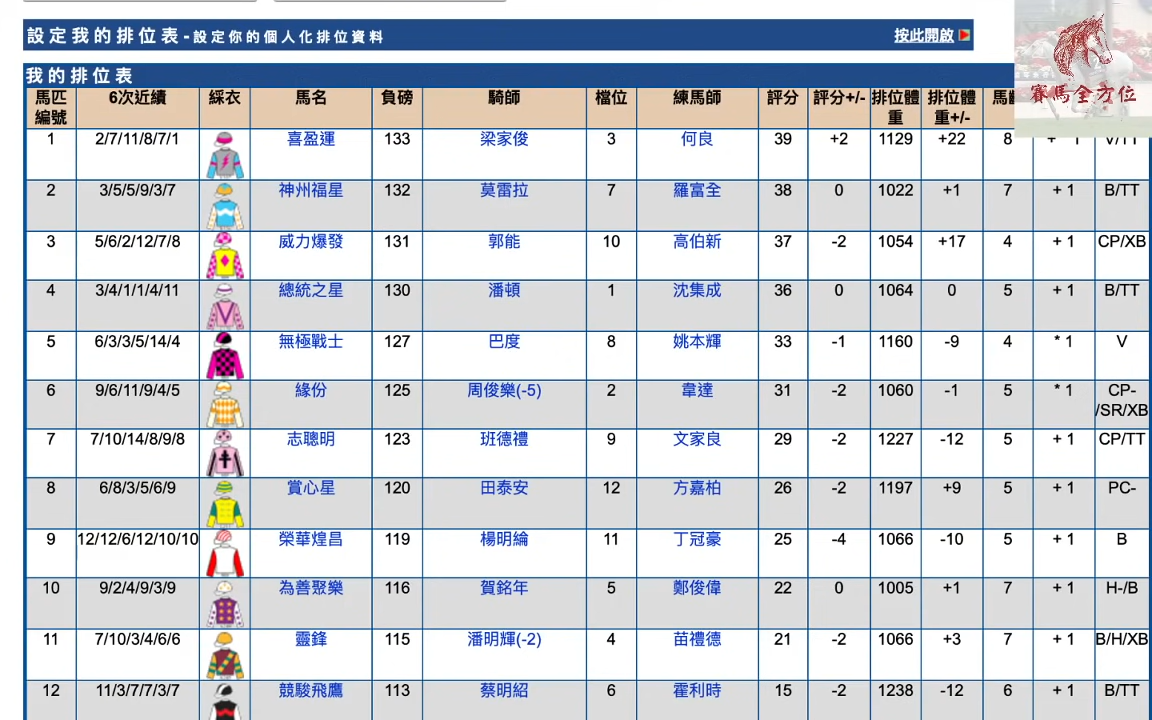 設定我的排位表-設定你的個人化排位資料 按此開啟
我的排位表
馬匹編號 6次近績 綵衣 馬名 負磅 騎師 檔位 練馬師 評分 評分+/- 排位體重 排位體重+/- 馬齡
賽馬全方位
1 2/7/11/8/7/1 喜盈運 133 梁家俊 3 何良 39 +2 1129 +22 8 + 1 V/TT
2 3/5/5/9/3/7 神州福星 132 莫雷拉 7 羅富全 38 0 1022 +1 7 + 1 B/TT
3 5/6/2/12/7/8 威力爆發 131 郭能 10 高伯新 37 -2 1054 +17 4 + 1 CP/XB
4 3/4/1/1/4/11 總統之星 130 潘頓 1 沈集成 36 0 1064 0 5 + 1 B/TT
5 6/3/3/5/14/4 無極戰士 127 巴度 8 姚本輝 33 -1 1160 -9 4 * 1 V
6 9/6/11/9/4/5 緣份 125 周俊樂(-5) 2 韋達 31 -2 1060 -1 5 * 1 CP-/SR/XB
7 7/10/14/8/9/8 志聰明 123 班德禮 9 文家良 29 -2 1227 -12 5 + 1 CP/TT
8 6/8/3/5/6/9 賞心星 120 田泰安 12 方嘉柏 26 -2 1197 +9 5 + 1 PC-
9 12/12/6/12/10/10 榮華煌昌 119 楊明綸 11 丁冠豪 25 -4 1066 -10 5 + 1 B
10 9/2/4/9/3/9 為善聚樂 116 賀銘年 5 鄭俊偉 22 0 1005 +1 7 + 1 H-/B
11 7/10/3/4/6/6 靈鋒 115 潘明輝(-2) 4 苗禮德 21 -2 1066 +3 7 + 1 B/H/XB
12 11/3/7/7/3/7 競駿飛鷹 113 蔡明紹 6 霍利時 15 -2 1238 -12 6 + 1 B/TT